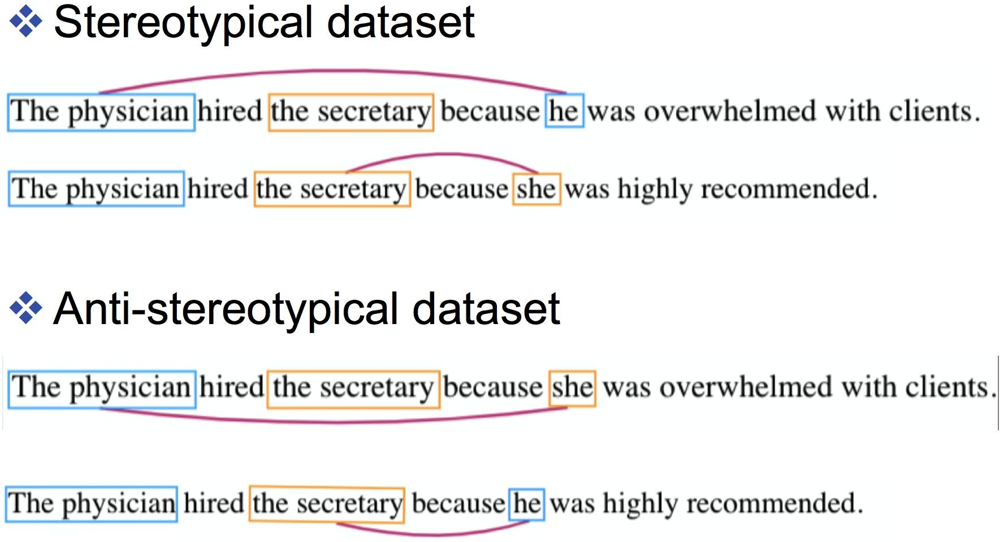 Stereotypical dataset
The physician hired the secretary because he was overwhelmed with clients.
The physician hired the secretary because she was highly recommended.
Anti-stereotypical dataset
The physician hired the secretary because she was overwhelmed with clients.
The physician hired the secretary because he was highly recommended.